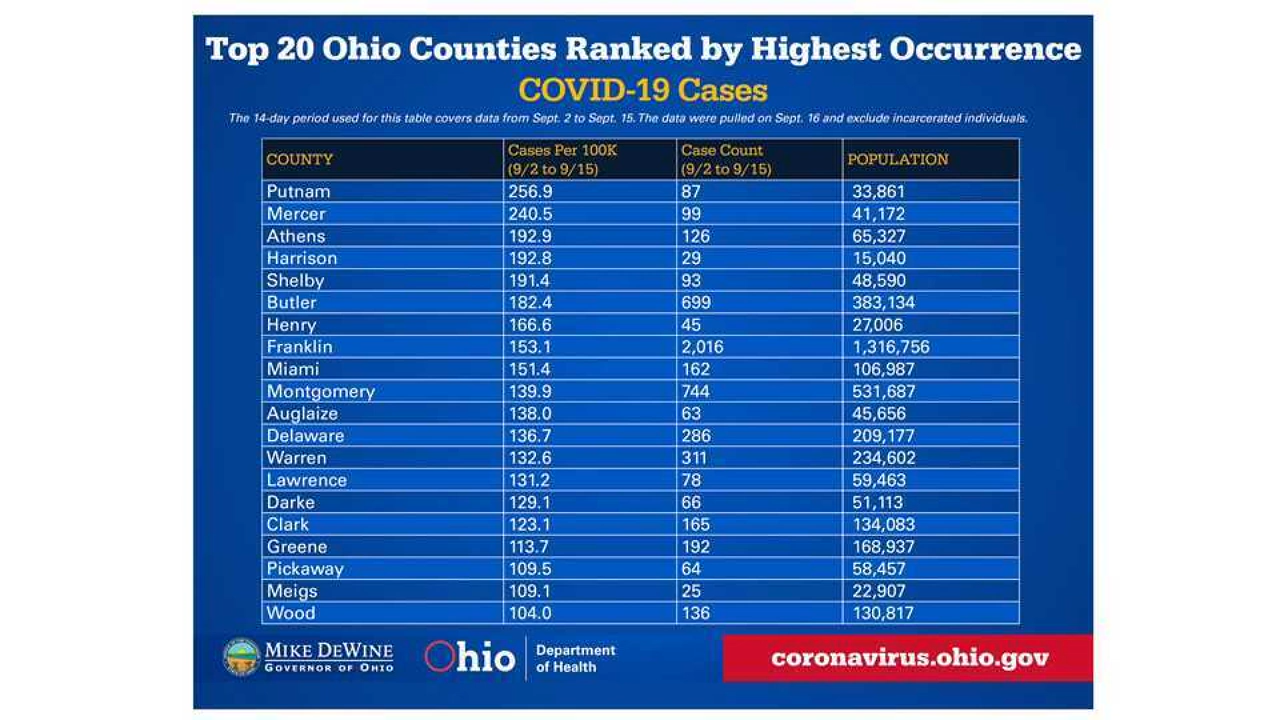 Top 20 Ohio Counties Ranked by Highest Occurrence
COVID-19 Cases
The 14-day period used for this table covers data from Sept. 2 to Sept. 15. The data were pulled on Sept. 16 and exclude incarcerated individuals.
COUNTY Cases Per 100K (9/2 to 9/15) Case Count (9/2 to 9/15) POPULATION
Putnam 256.9 87 33,861
Mercer 240.5 99 41,172
Athens 192.9 126 65,327
Harrison 192.8 29 15,040
Shelby 191.4 93 48,590
Butler 182.4 699 383,134
Henry 166.6 45 27,006
Franklin 153.1 2,016 1,316,756
Miami 151.4 162 106,987
Montgomery 139.9 744 531,687
Auglaize 138.0 63 45,656
Delaware 136.7 286 209,177
Warren 132.6 311 234,602
Lawrence 131.2 78 59,463
Darke 129.1 66 51,113
Clark 123.1 165 134,083
Greene 113.7 192 168,937
Pickaway 109.5 64 58,457
Meigs 109.1 25 22,907
Wood 104.0 136 130,817
MIKE DEWINE
GOVERNOR OF OHIO
Ohio
Department
of Health
coronavirus.ohio.gov